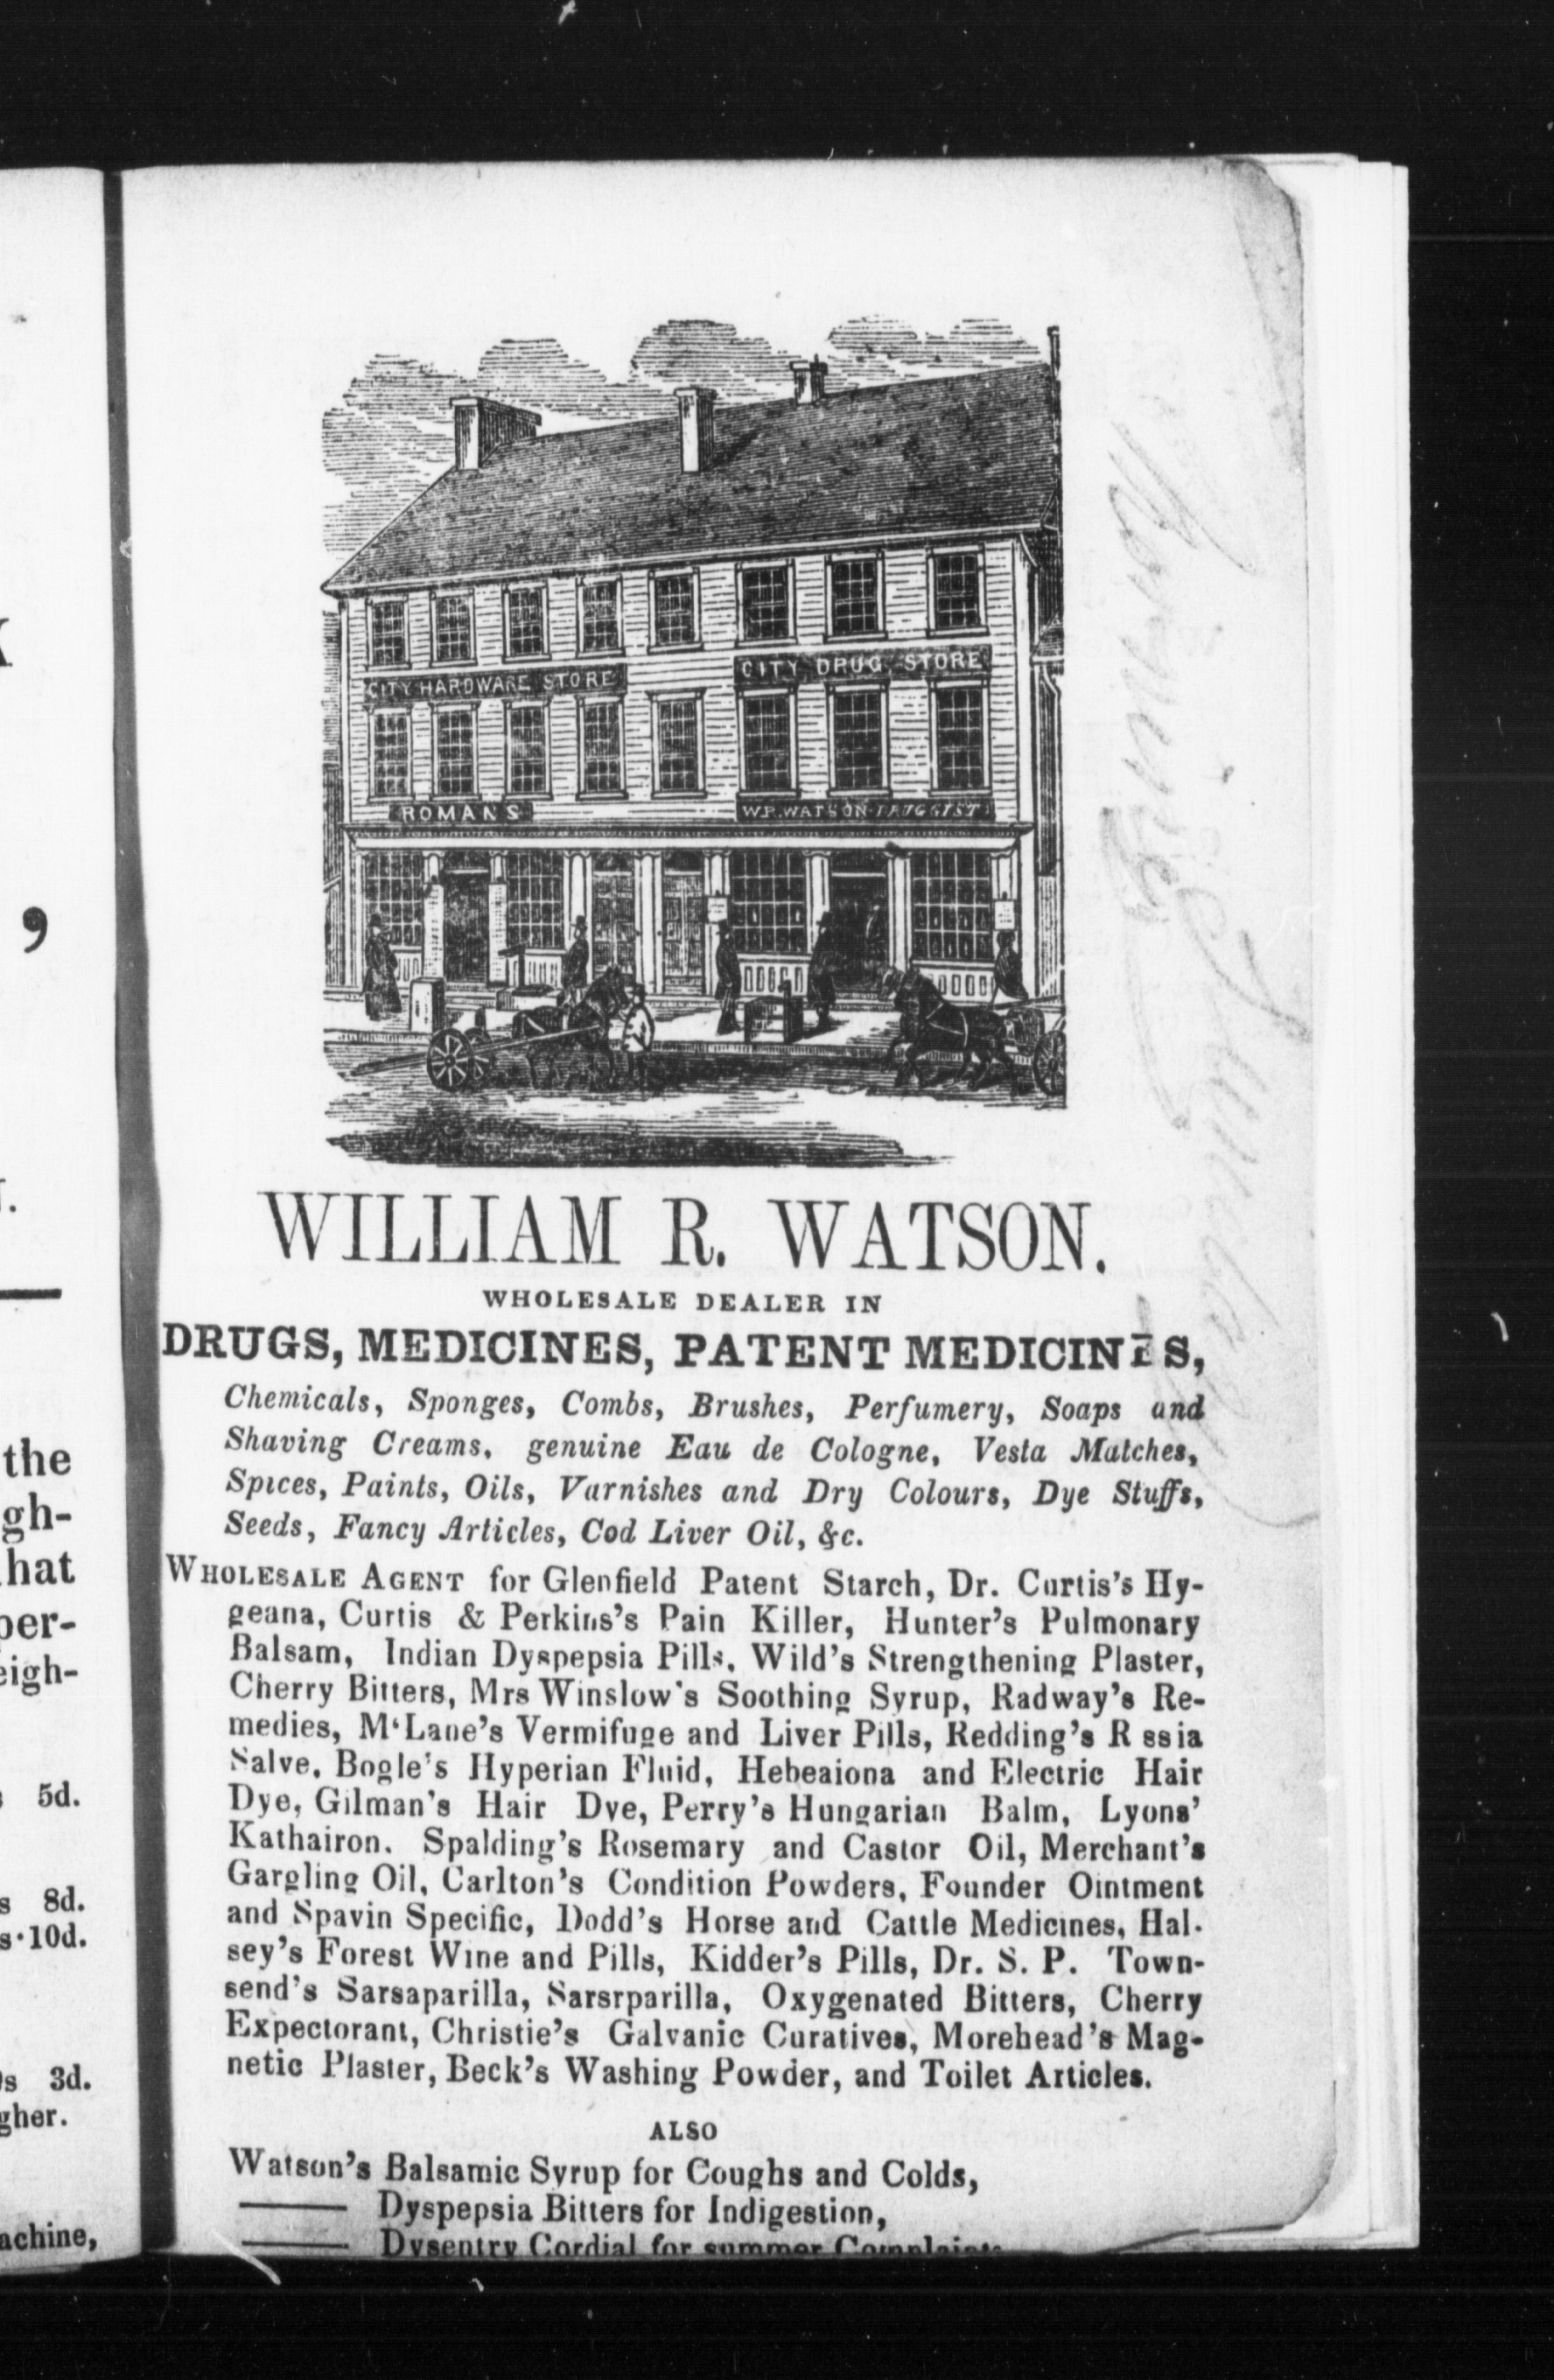 CITY HARDWARE STORE
CITY DRUG STORE
ROMANS
W.R. WATSON DRUGGIST
WILLIAM R. WATSON.
WHOLESALE DEALER IN
DRUGS, MEDICINES, PATENT MEDICINES,
Chemicals, Sponges, Combs, Brushes, Perfumery, Soaps and
Shaving Creams, genuine Eau de Cologne, Vesta Matches,
Spices, Paints, Oils, Varnishes and Dry Colours, Dye Stuffs,
Seeds, Fancy Articles, Cod Liver Oil, &c.
WHOLESALE AGENT for Glenfield Patent Starch, Dr. Curtis's Hy-
geana, Curtis & Perkins's Pain Killer, Hunter's Pulmonary
Balsam, Indian Dyspepsia Pills, Wild's Strengthening Plaster,
Cherry Bitters, Mrs Winslow's Soothing Syrup, Radway's Re-
medies, M'Lane's Vermifuge and Liver Pills, Redding's R ssia
Salve, Bogle's Hyperian Fluid, Hebeaiona and Electric Hair
Dye, Gilman's Hair Dye, Perry's Hungarian Balm, Lyons'
Kathairon. Spalding's Rosemary and Castor Oil, Merchant's
Gargling Oil, Carlton's Condition Powders, Founder Ointment
and Spavin Specific, Dodd's Horse and Cattle Medicines, Hal-
sey's Forest Wine and Pills, Kidder's Pills, Dr. S. P. Town-
send's Sarsaparilla, Sarsrparilla, Oxygenated Bitters, Cherry
Expectorant, Christie's Galvanic Curatives, Morehead's Mag-
netic Plaster, Beck's Washing Powder, and Toilet Articles.
ALSO
Watson's Balsamic Syrup for Coughs and Colds,
—— Dyspepsia Bitters for Indigestion,
—— Dysentry Cordial for summer Complaints
the
gh-
hat
per-
eigh-
5d.
s 8d.
s·10d.
s 3d.
gher.
achine,